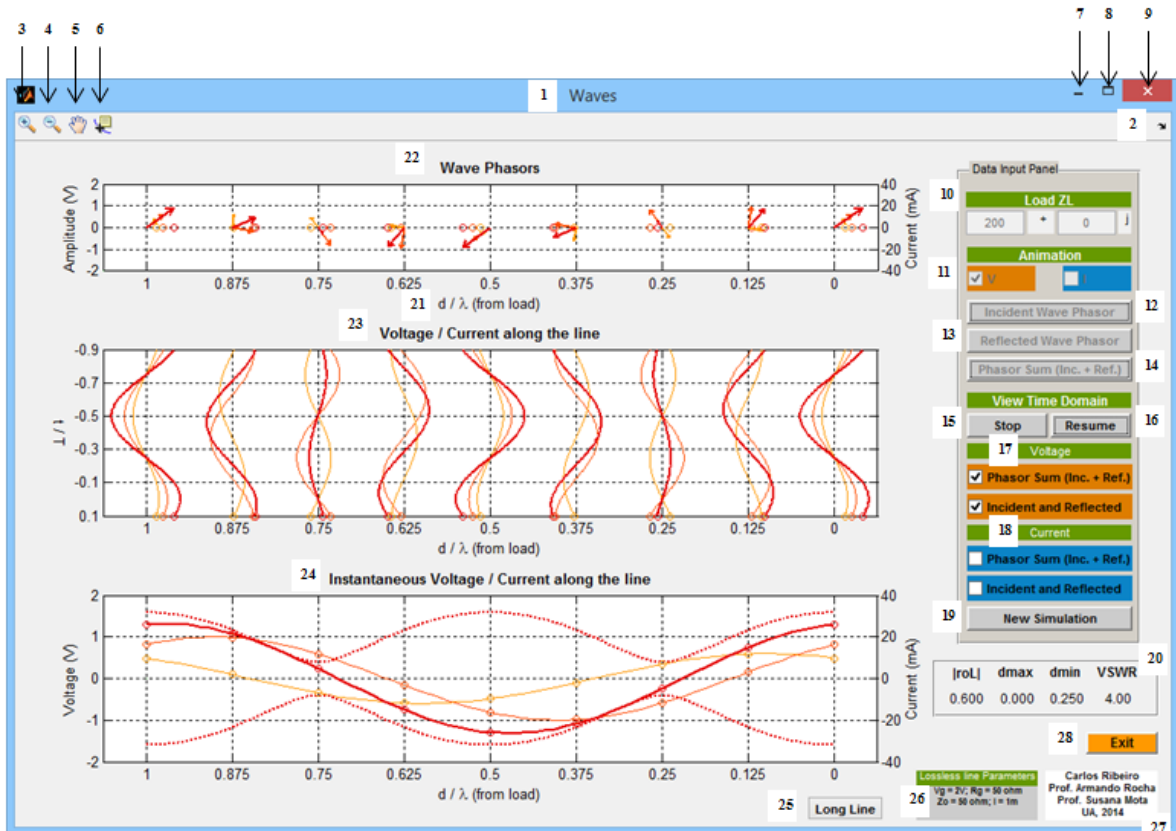 3 4 5 6 7 8 9
1 Waves
2
22 Wave Phasors
Amplitude (V)
2
1
0
-1
-2
40
20
0
-20
-40
Current (mA)
1 0.875 0.75 0.625 0.5 0.375 0.25 0.125 0
21 d / λ (from load)
23 Voltage / Current along the line
t / T
-0.9
-0.7
-0.5
-0.3
-0.1
0.1
1 0.875 0.75 0.625 0.5 0.375 0.25 0.125 0
d / λ (from load)
24 Instantaneous Voltage / Current along the line
Voltage (V)
2
1
0
-1
-2
40
20
0
-20
-40
Current (mA)
1 0.875 0.75 0.625 0.5 0.375 0.25 0.125 0
d / λ (from load)
25 Long Line
Data Input Panel
10 Load ZL
200 + 0 j
Animation
11 V I
Incident Wave Phasor 12
13 Reflected Wave Phasor
Phasor Sum (Inc. + Ref.) 14
View Time Domain
15 Stop Resume 16
17 Voltage
Phasor Sum (Inc. + Ref.)
Incident and Reflected
18 Current
Phasor Sum (Inc. + Ref.)
Incident and Reflected
19 New Simulation
20
|roL| dmax dmin VSWR
0.600 0.000 0.250 4.00
28 Exit
26 Lossless line Parameters
Vg = 2V; Rg = 50 ohm
Zo = 50 ohm; l = 1m
Carlos Ribeiro
Prof. Armando Rocha
Prof. Susana Mota
UA, 2014
27